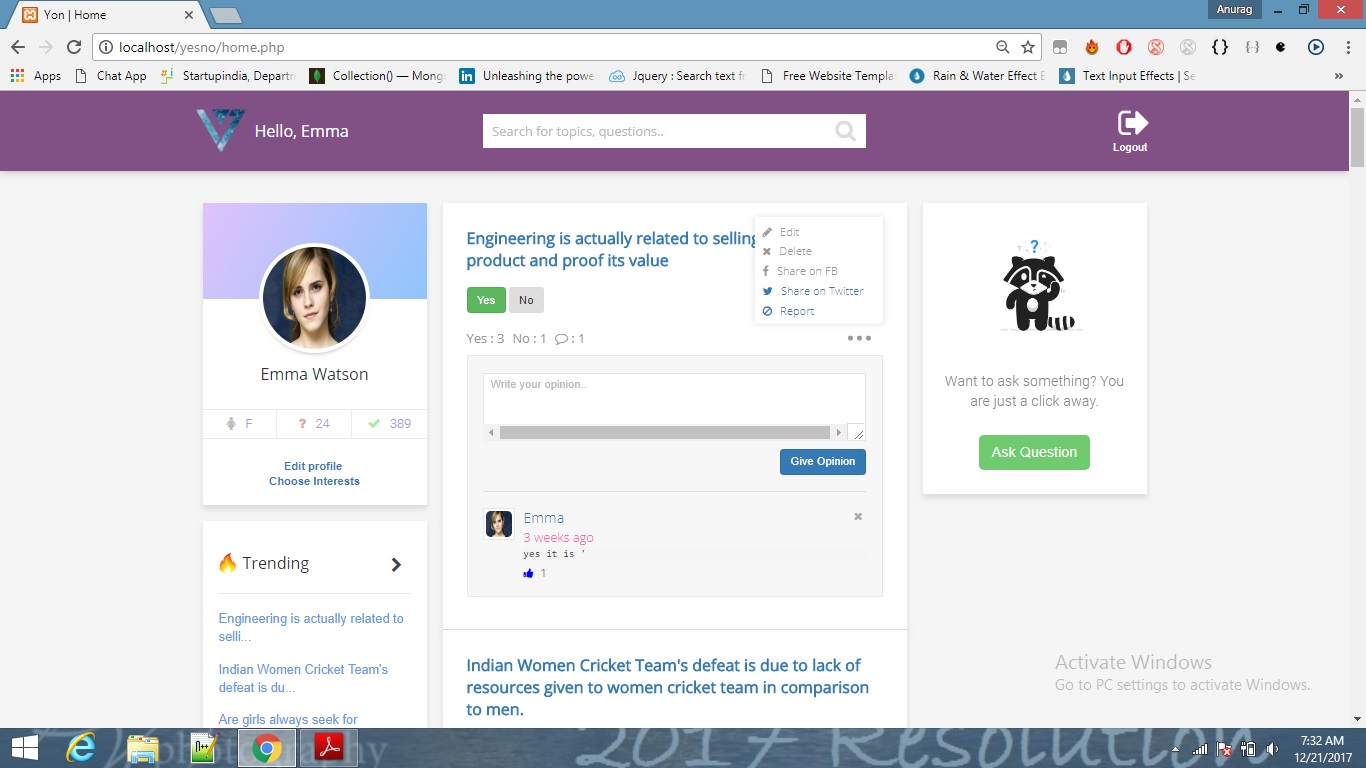 Yon | Home
Anurag
localhost/yesno/home.php
Apps
Chat App
Startupindia, Departn
Collection() — Mong
Unleashing the powe
Jquery : Search text fr
Free Website Templa
Rain & Water Effect E
Text Input Effects | Se
Hello, Emma
Search for topics, questions..
Logout
Emma Watson
F
? 24
389
Edit profile
Choose Interests
Trending
Engineering is actually related to
selli...
Indian Women Cricket Team's
defeat is du...
Are girls always seek for
Engineering is actually related to selling
product and proof its value
Edit
Delete
Share on FB
Share on Twitter
Report
Yes
No
Yes : 3 No : 1 : 1
Write your opinion..
Give Opinion
Emma
3 weeks ago
yes it is '
1
Indian Women Cricket Team's defeat is due to lack of
resources given to women cricket team in comparison
to men.
?
Want to ask something? You
are just a click away.
Ask Question
Activate Windows
Go to PC settings to activate Windows.
photography
2017 Resolution
7:32 AM
12/21/2017